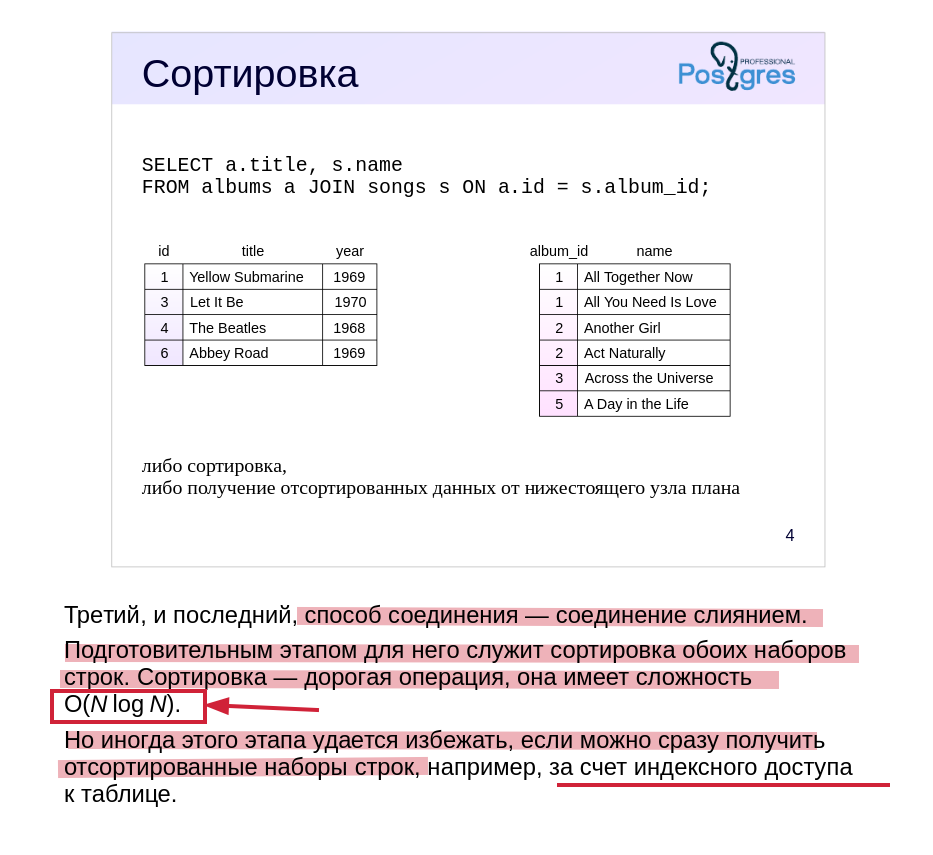 Сортировка
PROFESSIONAL
Postgres
SELECT a.title, s.name
FROM albums a JOIN songs s ON a.id = s.album_id;
id title year
1 Yellow Submarine 1969
3 Let It Be 1970
4 The Beatles 1968
6 Abbey Road 1969
album_id name
1 All Together Now
1 All You Need Is Love
2 Another Girl
2 Act Naturally
3 Across the Universe
5 A Day in the Life
либо сортировка,
либо получение отсортированных данных от нижестоящего узла плана
4
Третий, и последний, способ соединения — соединение слиянием.
Подготовительным этапом для него служит сортировка обоих наборов
строк. Сортировка — дорогая операция, она имеет сложность
O(N log N).
Но иногда этого этапа удается избежать, если можно сразу получить
отсортированные наборы строк, например, за счет индексного доступа
к таблице.